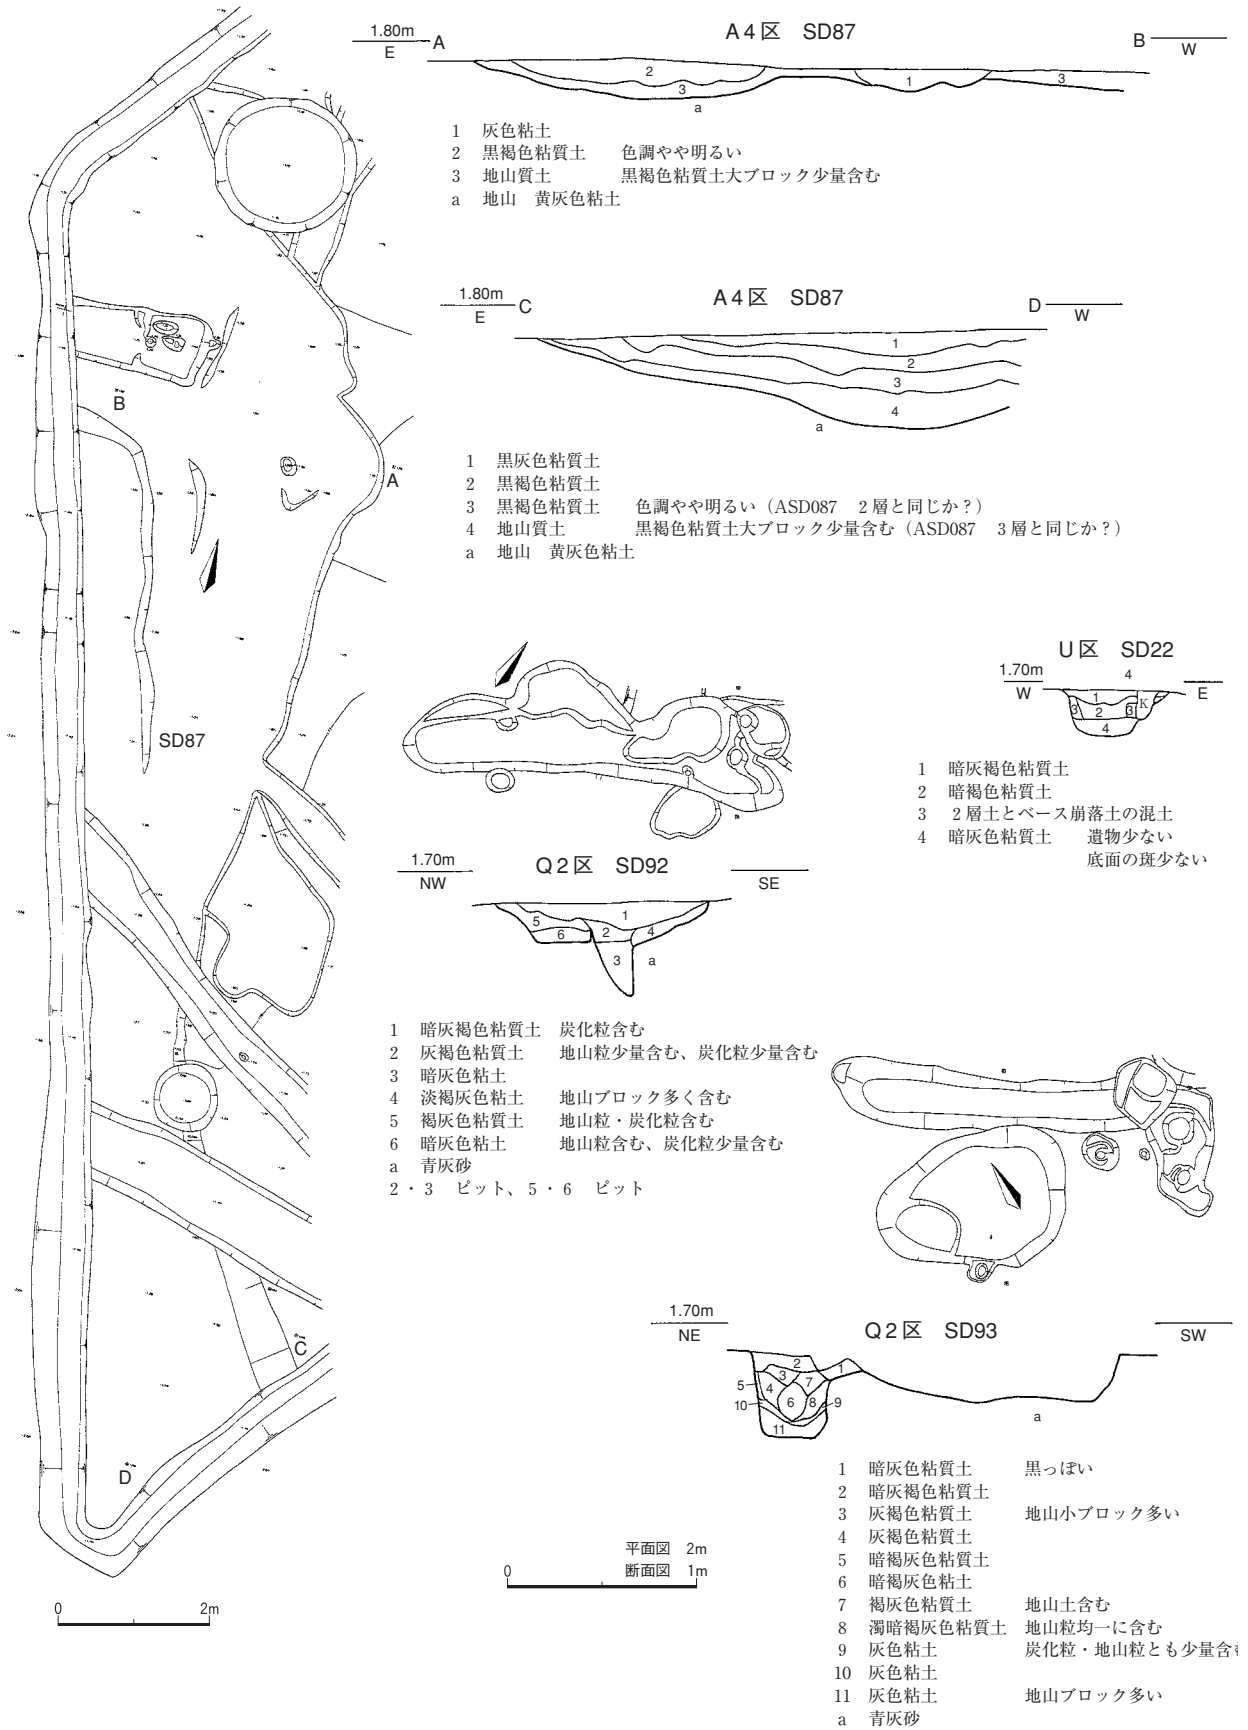 A4区 SD87
1.80m
E
A
B
W
2
3
1
3
a
1 灰色粘土
2 黒褐色粘質土 色調やや明るい
3 地山質土 黒褐色粘質土大ブロック少量含む
a 地山 黄灰色粘土
A4区 SD87
1.80m
E
C
D
W
1
2
3
4
a
1 黒灰色粘質土
2 黒褐色粘質土
3 黒褐色粘質土 色調やや明るい（ASD087 2層と同じか？）
4 地山質土 黒褐色粘質土大ブロック少量含む（ASD087 3層と同じか？）
a 地山 黄灰色粘土
B
A
SD87
C
D
0 2m
U区 SD22
1.70m
W
4
E
1
K
3
2
3
4
1 暗灰褐色粘質土
2 暗褐色粘質土
3 2層土とベース崩落土の混土
4 暗灰色粘質土 遺物少ない
底面の斑少ない
Q2区 SD92
1.70m
NW
SE
1
5
2
4
6
3
a
1 暗灰褐色粘質土 炭化粒含む
2 灰褐色粘質土 地山粒少量含む、炭化粒少量含む
3 暗灰色粘土
4 淡褐灰色粘土 地山ブロック多く含む
5 褐灰色粘質土 地山粒・炭化粒含む
6 暗灰色粘土 地山粒含む、炭化粒少量含む
a 青灰砂
2・3 ピット、5・6 ピット
Q2区 SD93
1.70m
NE
SW
2
1
3
5
4
7
10
6
8
9
11
a
1 暗灰色粘質土 黒っぽい
2 暗灰褐色粘質土
3 灰褐色粘質土 地山小ブロック多い
4 灰褐色粘質土
5 暗褐灰色粘質土
6 暗褐灰色粘土
7 褐灰色粘質土 地山土含む
8 濁暗褐灰色粘質土 地山粒均一に含む
9 灰色粘土 炭化粒・地山粒とも少量含む
10 灰色粘土
11 灰色粘土 地山ブロック多い
a 青灰砂
平面図 2m
0 断面図 1m